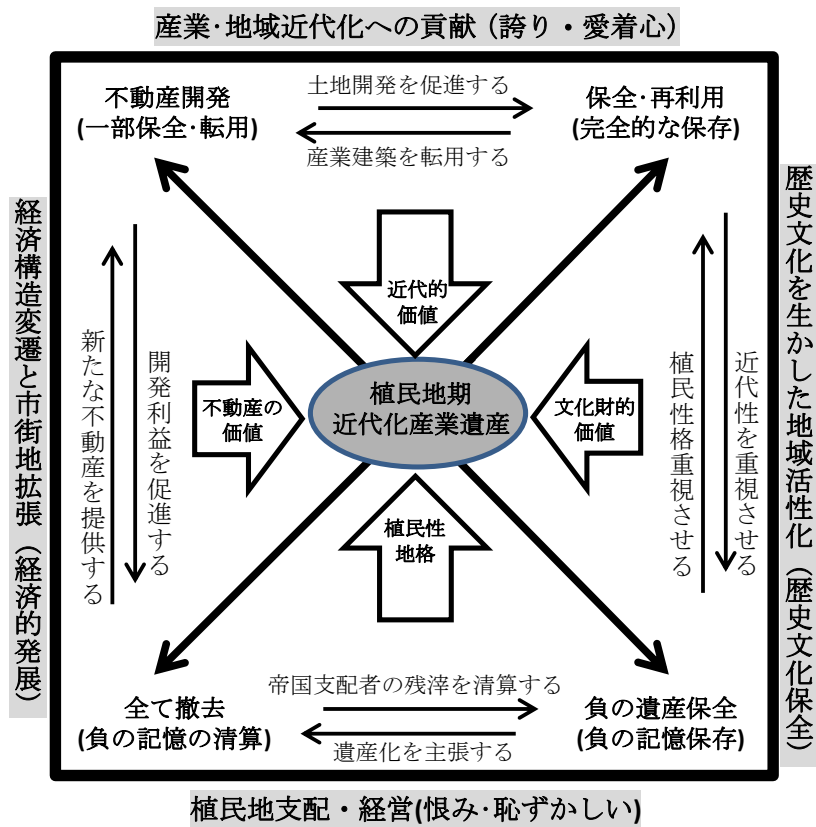 産業･地域近代化への貢献（誇り・愛着心）
不動産開発
(一部保全･転用)
土地開発を促進する
産業建築を転用する
保全･再利用
(完全的な保存)
経済構造変遷と市街地拡張（経済的発展）
新たな不動産を提供する
開発利益を促進する
近代的
価値
不動産の
価値
植民地期
近代化産業遺産
文化財的
価値
植民性
地格
植民性格重視させる
近代性を重視させる
歴史文化を生かした地域活性化（歴史文化保全）
全て撤去
(負の記憶の清算)
帝国支配者の残滓を清算する
遺産化を主張する
負の遺産保全
(負の記憶保存)
植民地支配・経営(恨み･恥ずかしい)